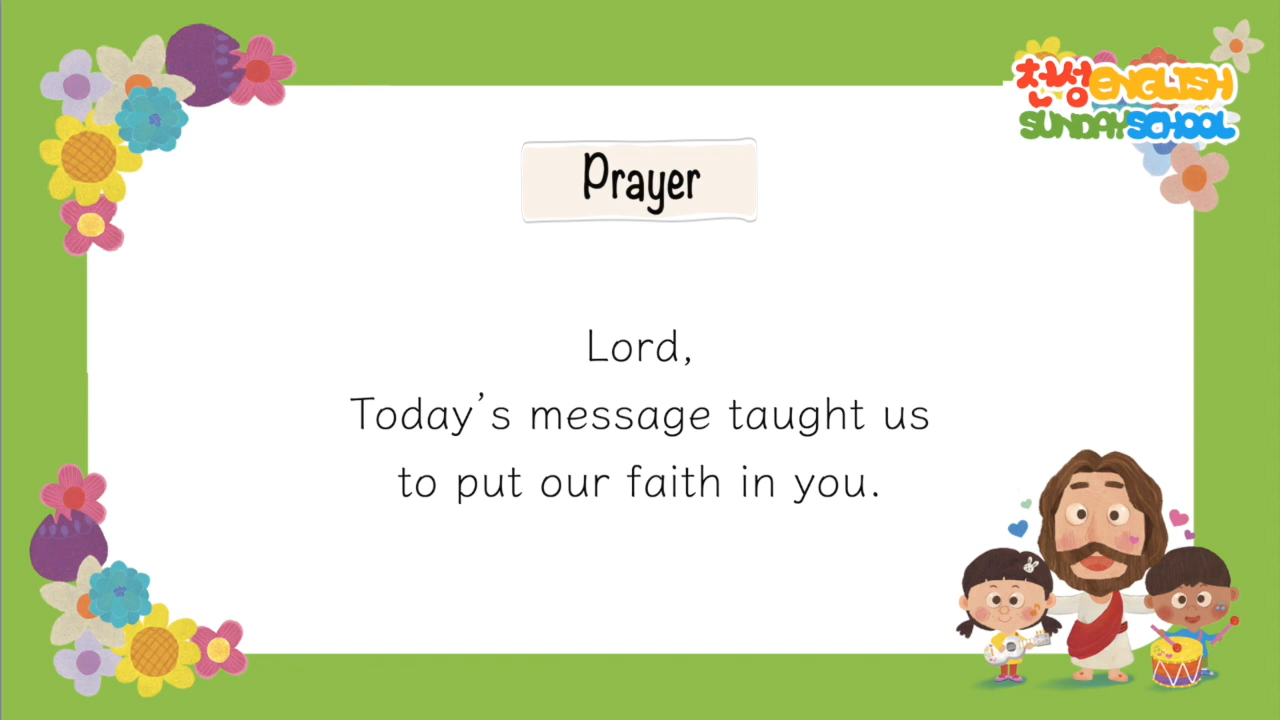 천성ENGLISH
SUNDAYSCHOOL
Prayer
Lord,
Today's message taught us
to put our faith in you.